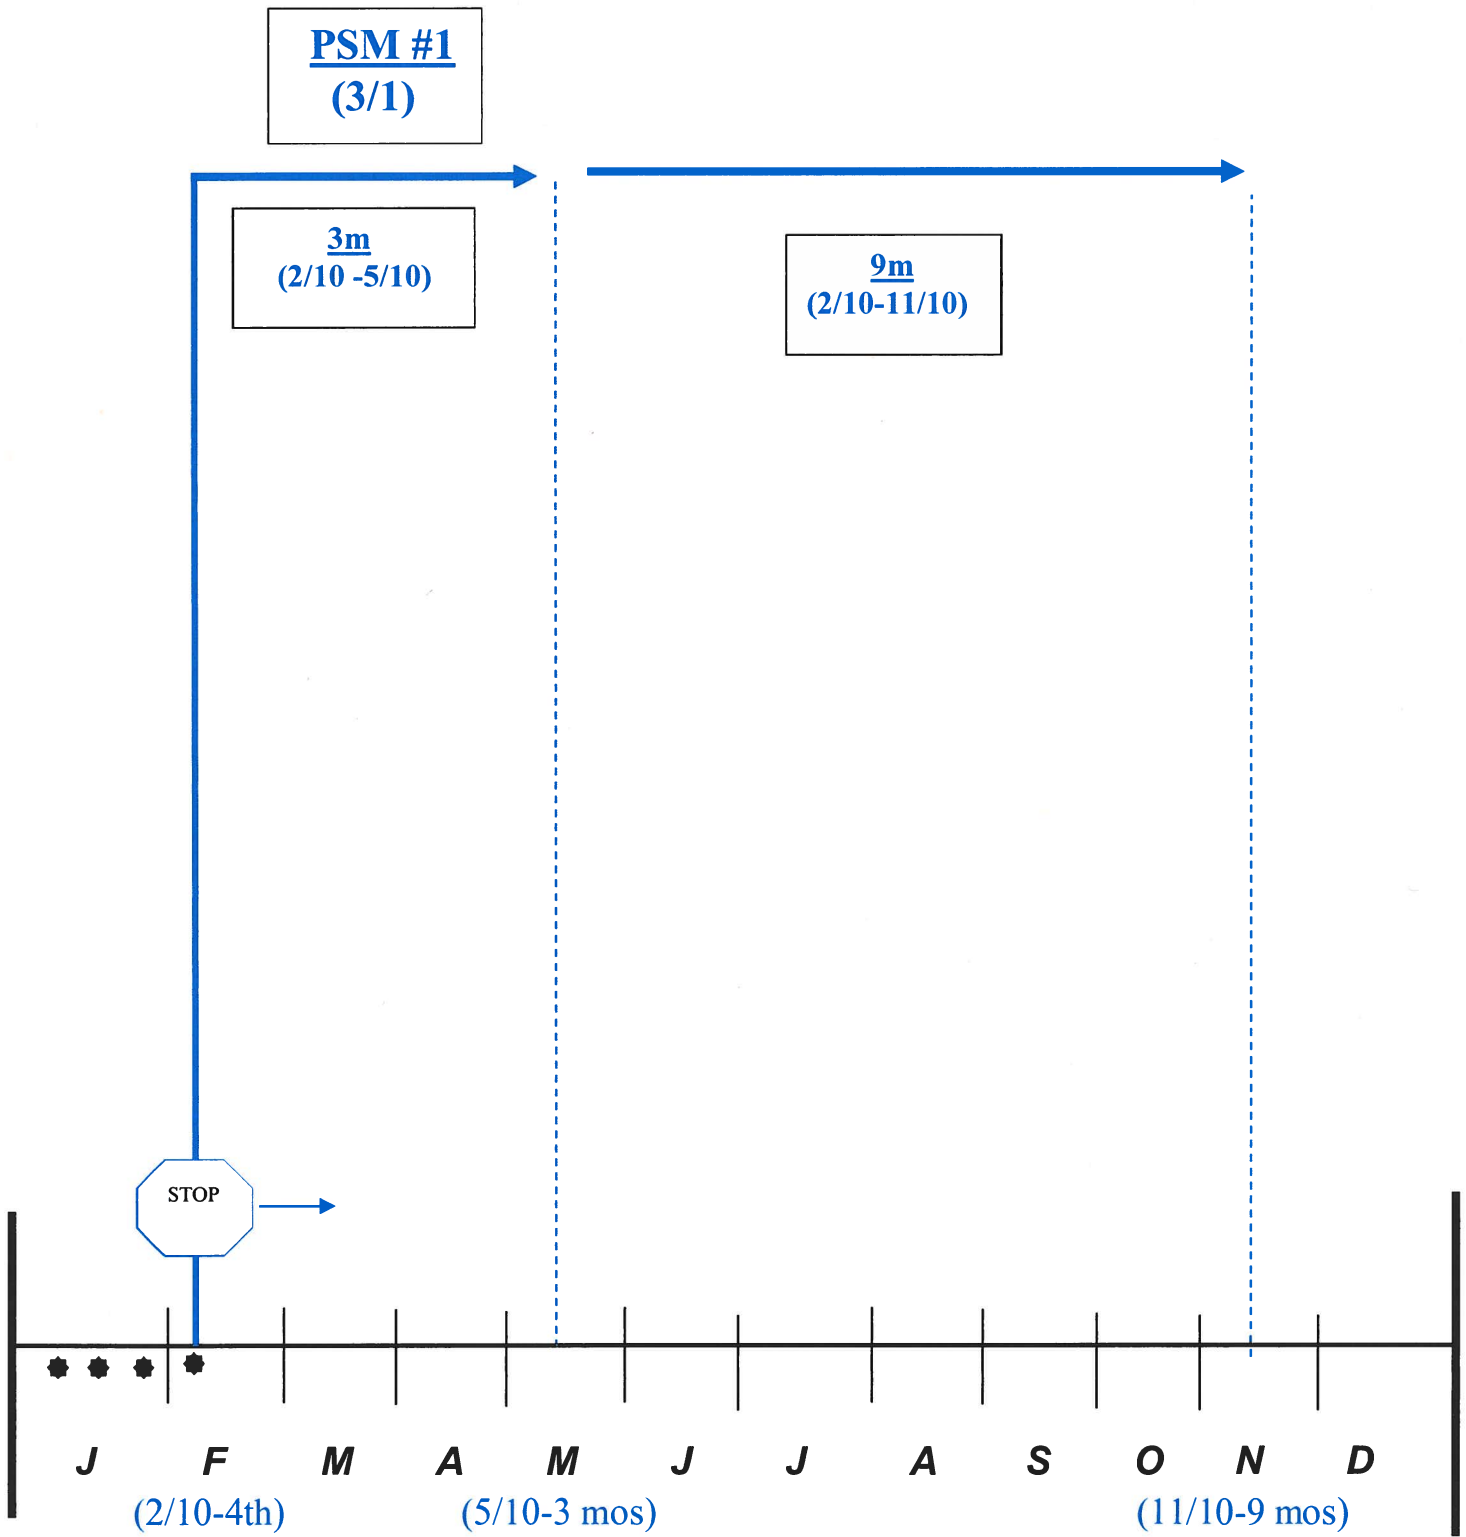 PSM #1
(3/1)
3m
(2/10 -5/10)
9m
(2/10-11/10)
STOP
J F M A M J J A S O N D
(2/10-4th) (5/10-3 mos) (11/10-9 mos)